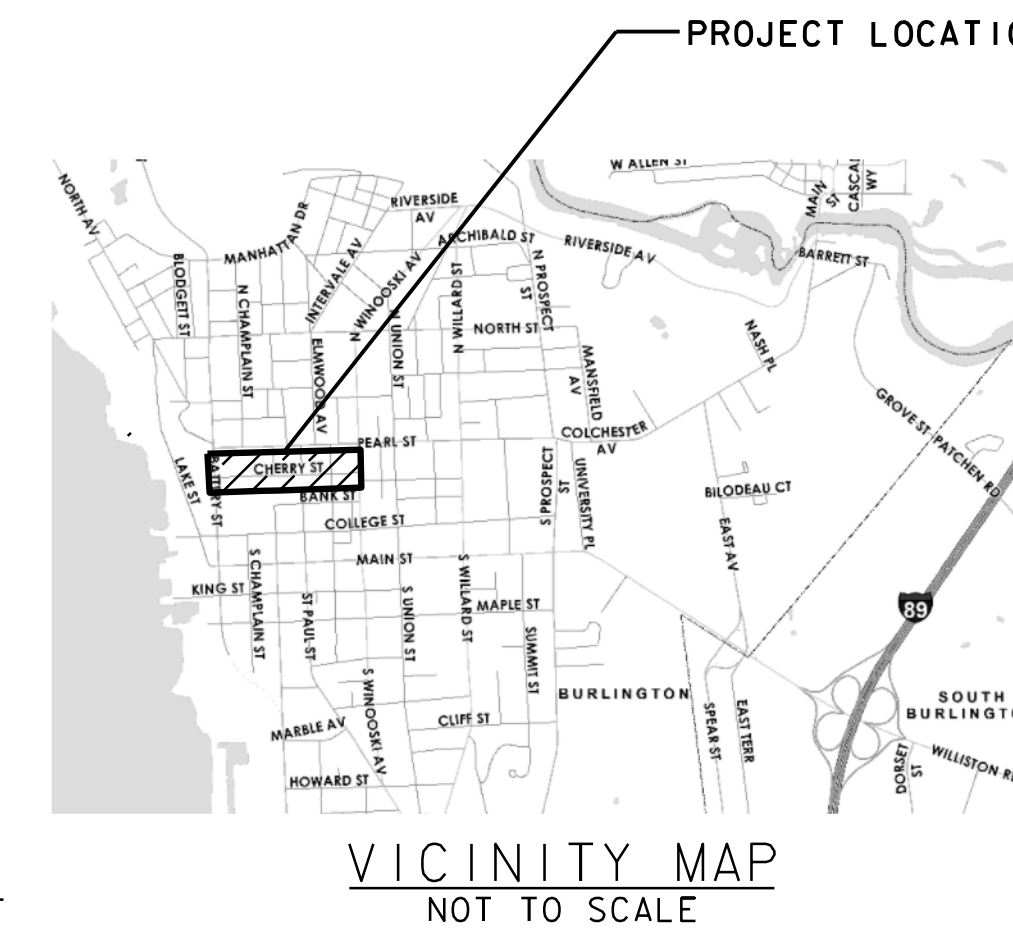 PROJECT LOCATIO
W ALLEN ST
MAIN ST
CASCA
WY
NORTH AV
RIVERSIDE AV
MANHATTAN DR
ARCHIBALD ST
RIVERSIDE AV
BARRETT ST
BLODGETT ST
N CHAMPLAIN ST
INTERVALE AV
N WINOOSKI AV
N WILLARD ST
N PROSPECT ST
NORTH ST
N UNION ST
ELMWOOD AV
MANSFIELD AV
NASH PL
GROVE ST
PATCHEN RD
PEARL ST
COLCHESTER AV
CHERRY ST
LAKE ST
BATTERY ST
BANK ST
S PROSPECT ST
UNIVERSITY PL
BILODEAU CT
COLLEGE ST
EAST AV
MAIN ST
KING ST
S CHAMPLAIN ST
ST PAUL ST
S UNION ST
S WILLARD ST
MAPLE ST
89
SUMMIT ST
S WINOOSKI AV
BURLINGTON
SPEAR ST
EAST TERR
SOUTH
BURLINGTO
MARBLE AV
CLIFF ST
DORSET ST
WILLISTON R
HOWARD ST
VICINITY MAP
NOT TO SCALE